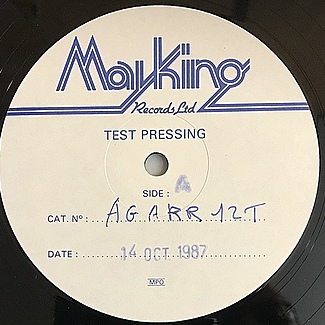 Mayking
Records Ltd
TEST PRESSING
SIDE : A
CAT. Nº : AGARR 12T
DATE : 14 OCT 1987
MPO